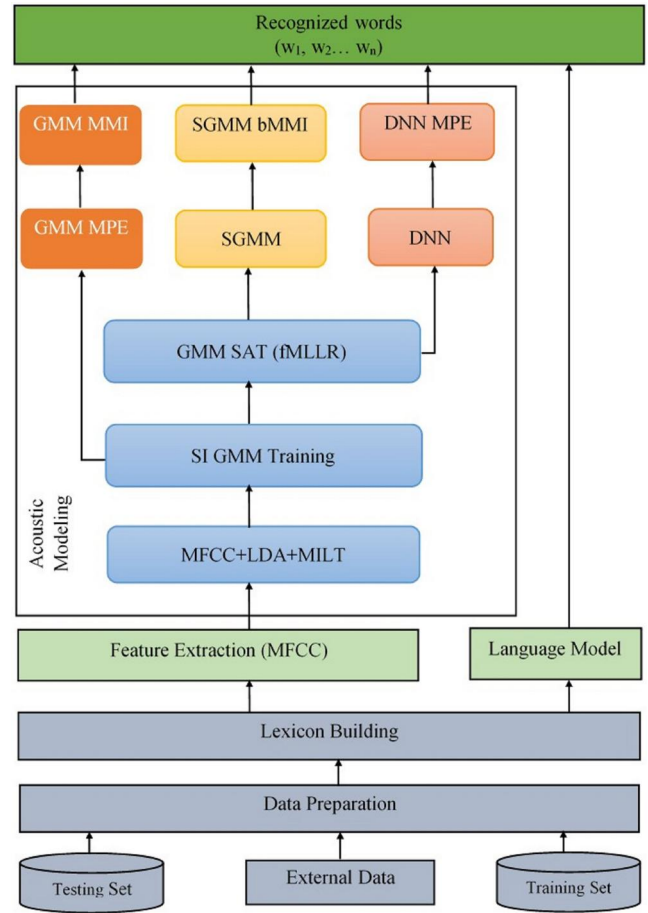 Recognized words
(w₁, w₂... wₙ)
GMM MMI
SGMM bMMI
DNN MPE
GMM MPE
SGMM
DNN
GMM SAT (fMLLR)
SI GMM Training
MFCC+LDA+MILT
Acoustic
Modeling
Feature Extraction (MFCC)
Language Model
Lexicon Building
Data Preparation
Testing Set
External Data
Training Set